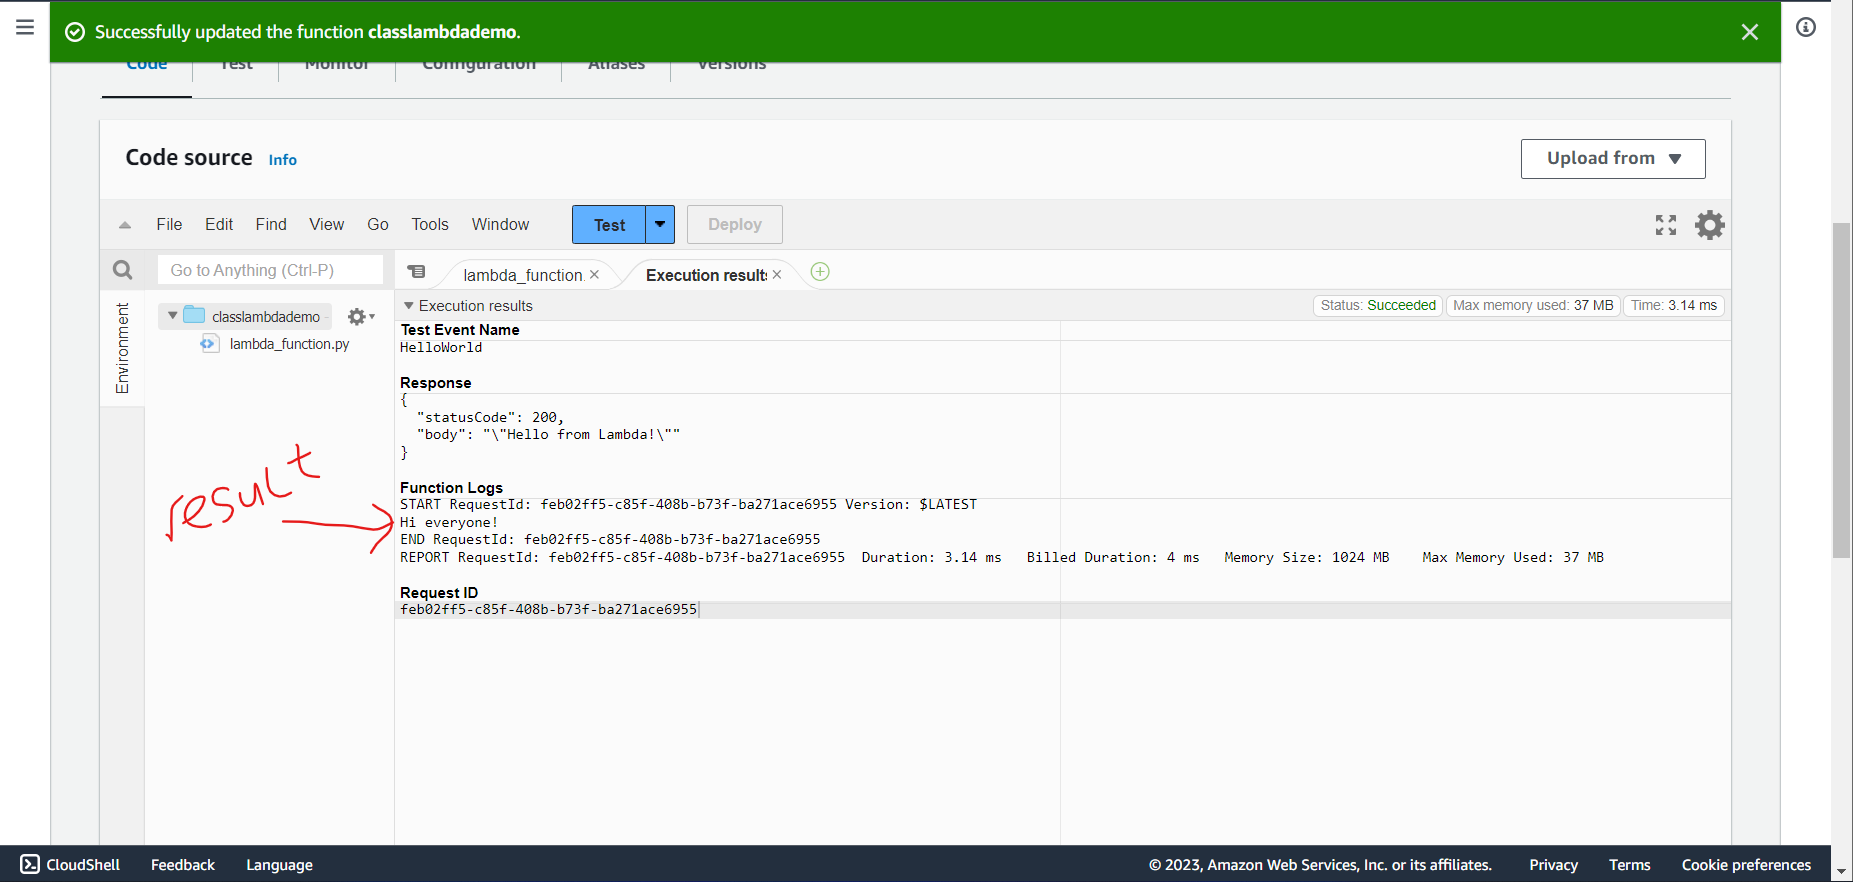 Successfully updated the function classlambdademo.
Code Test Monitor Configuration Aliases Versions
Code source Info
Upload from
File Edit Find View Go Tools Window Test Deploy
Go to Anything (Ctrl-P)
lambda_function. Execution results
Environment
classlambdademo -
lambda_function.py
Execution results
Status: Succeeded Max memory used: 37 MB Time: 3.14 ms
Test Event Name
HelloWorld
Response
{
"statusCode": 200,
"body": "\"Hello from Lambda!\""
}
result
Function Logs
START RequestId: feb02ff5-c85f-408b-b73f-ba271ace6955 Version: $LATEST
Hi everyone!
END RequestId: feb02ff5-c85f-408b-b73f-ba271ace6955
REPORT RequestId: feb02ff5-c85f-408b-b73f-ba271ace6955 Duration: 3.14 ms Billed Duration: 4 ms Memory Size: 1024 MB Max Memory Used: 37 MB
Request ID
feb02ff5-c85f-408b-b73f-ba271ace6955
CloudShell Feedback Language © 2023, Amazon Web Services, Inc. or its affiliates. Privacy Terms Cookie preferences